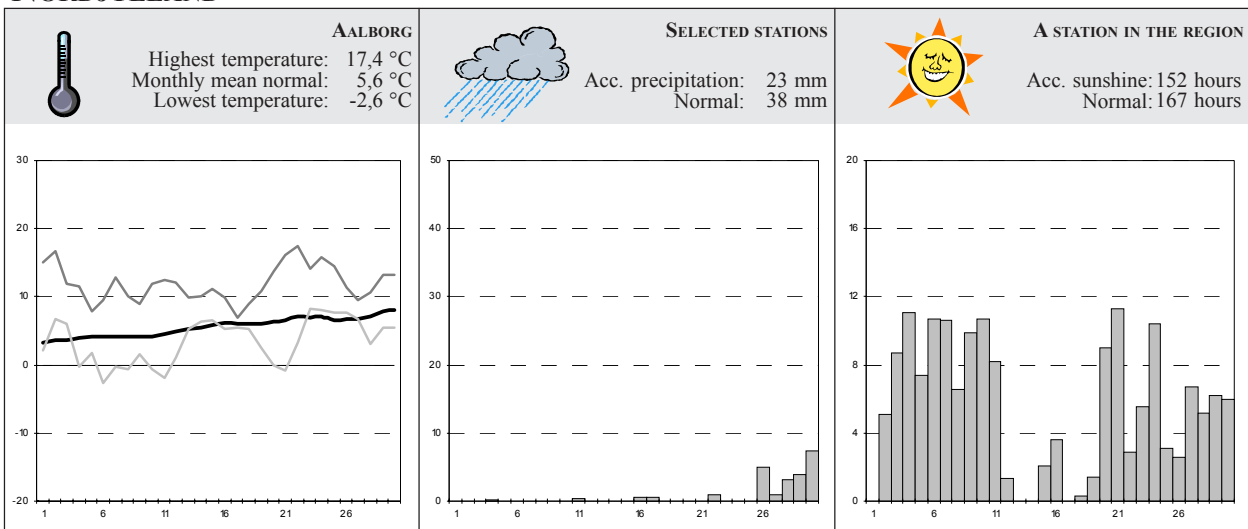 AALBORG
Highest temperature: 17,4 °C
Monthly mean normal: 5,6 °C
Lowest temperature: -2,6 °C
30
20
10
0
-10
-20
1 6 11 16 21 26
SELECTED STATIONS
Acc. precipitation: 23 mm
Normal: 38 mm
50
40
30
20
10
0
1 6 11 16 21 26
A STATION IN THE REGION
Acc. sunshine: 152 hours
Normal: 167 hours
20
16
12
8
4
0
1 6 11 16 21 26